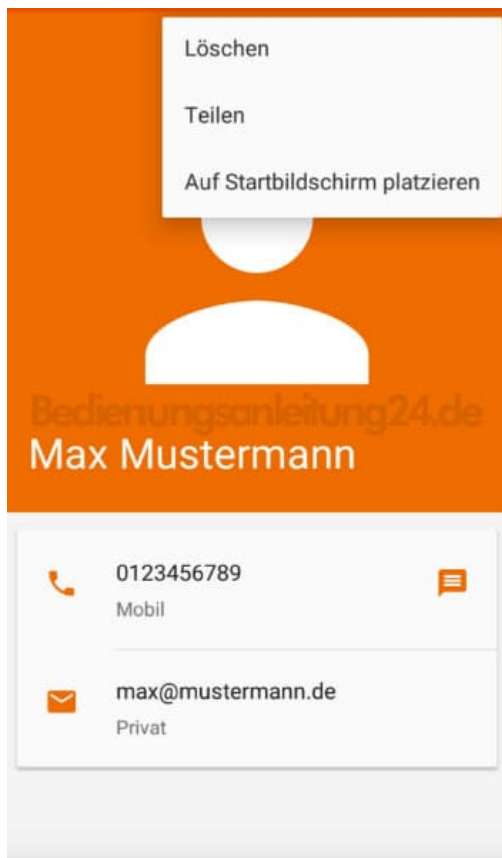 Löschen
Teilen
Auf Startbildschirm platzieren
Bedienungsanleitung24.de
Max Mustermann
0123456789
Mobil
max@mustermann.de
Privat